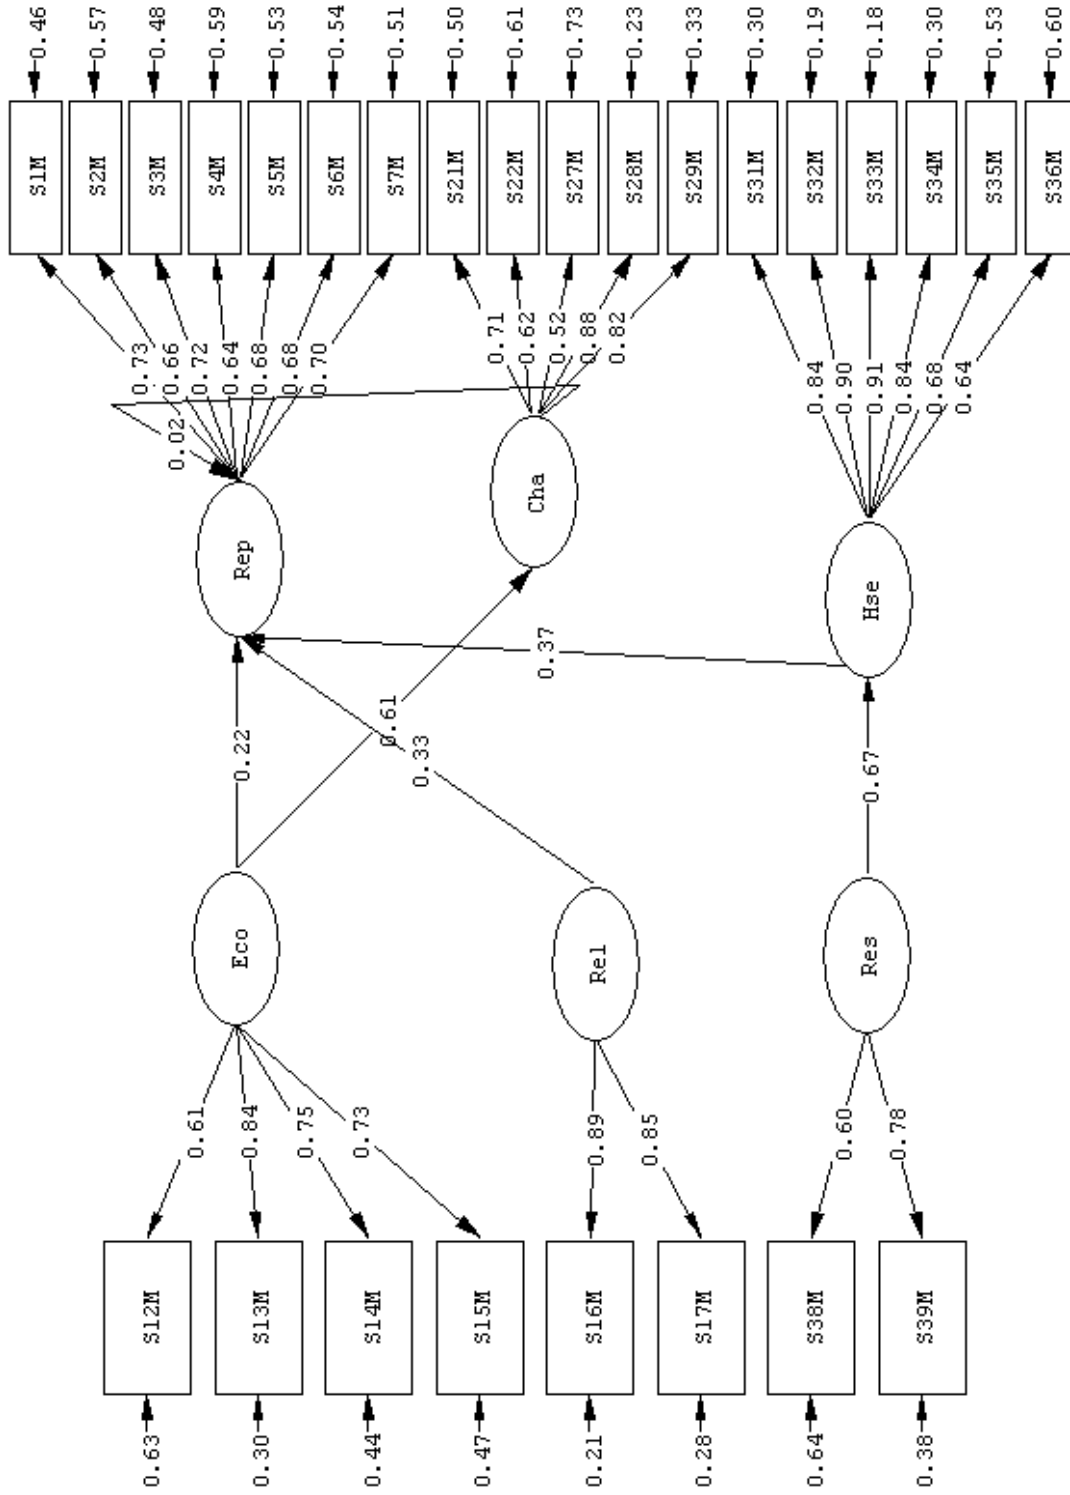 0.63
S12M
0.30
S13M
0.44
S14M
0.47
S15M
0.21
S16M
0.28
S17M
0.64
S38M
0.38
S39M
0.61
0.84
0.75
0.73
0.89
0.85
0.60
0.78
Eco
Rel
Res
0.22
0.61
0.33
0.37
0.67
Rep
Cha
Hse
0.02
0.73
0.66
0.72
0.64
0.68
0.68
0.70
0.71
0.62
0.52
0.88
0.82
0.84
0.90
0.91
0.84
0.68
0.64
S1M
0.46
S2M
0.57
S3M
0.48
S4M
0.59
S5M
0.53
S6M
0.54
S7M
0.51
S21M
0.50
S22M
0.61
S27M
0.73
S28M
0.23
S29M
0.33
S31M
0.30
S32M
0.19
S33M
0.18
S34M
0.30
S35M
0.53
S36M
0.60